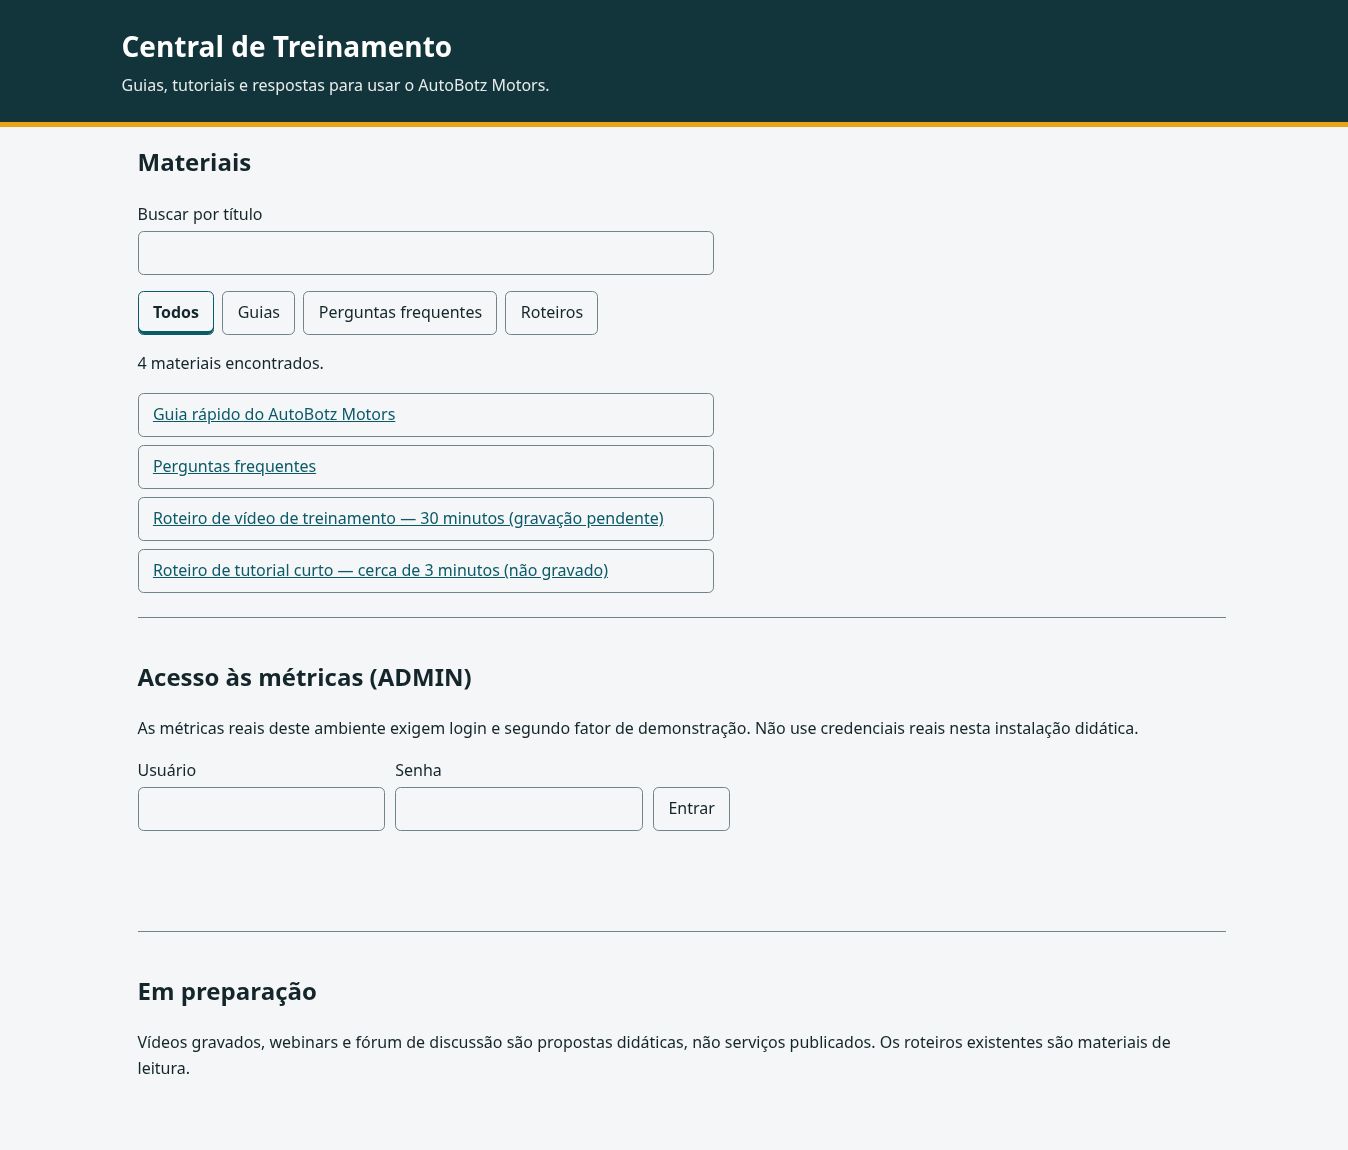 Central de Treinamento
Guias, tutoriais e respostas para usar o AutoBotz Motors.
Materiais
Buscar por título
Todos
Guias
Perguntas frequentes
Roteiros
4 materiais encontrados.
Guia rápido do AutoBotz Motors
Perguntas frequentes
Roteiro de vídeo de treinamento — 30 minutos (gravação pendente)
Roteiro de tutorial curto — cerca de 3 minutos (não gravado)
Acesso às métricas (ADMIN)
As métricas reais deste ambiente exigem login e segundo fator de demonstração. Não use credenciais reais nesta instalação didática.
Usuário
Senha
Entrar
Em preparação
Vídeos gravados, webinars e fórum de discussão são propostas didáticas, não serviços publicados. Os roteiros existentes são materiais de
leitura.